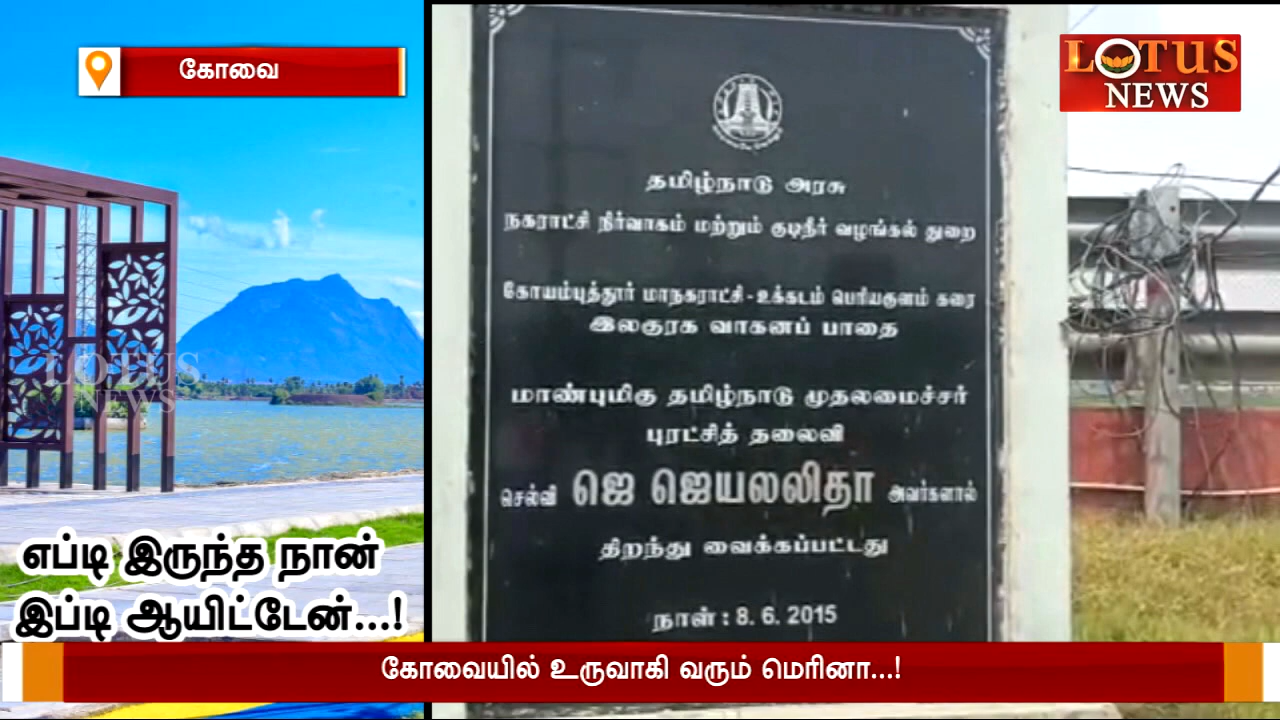 கோவை
LOTUS
NEWS
தமிழ்நாடு அரசு
நகராட்சி நிர்வாகம் மற்றும் குடிநீர் வழங்கல் துறை
கோயம்புத்தூர் மாநகராட்சி - உக்கடம் பெரியகுளம் கரை
இலகுரக வாகனப் பாதை
மாண்புமிகு தமிழ்நாடு முதலமைச்சர்
புரட்சித் தலைவி
செல்வி ஜெ ஜெயலலிதா அவர்களால்
திறந்து வைக்கப்பட்டது
நாள் : 8. 6. 2015
LOTUS
NEWS
எப்டி இருந்த நான்
இப்டி ஆயிட்டேன்...!
கோவையில் உருவாகி வரும் மெரினா...!